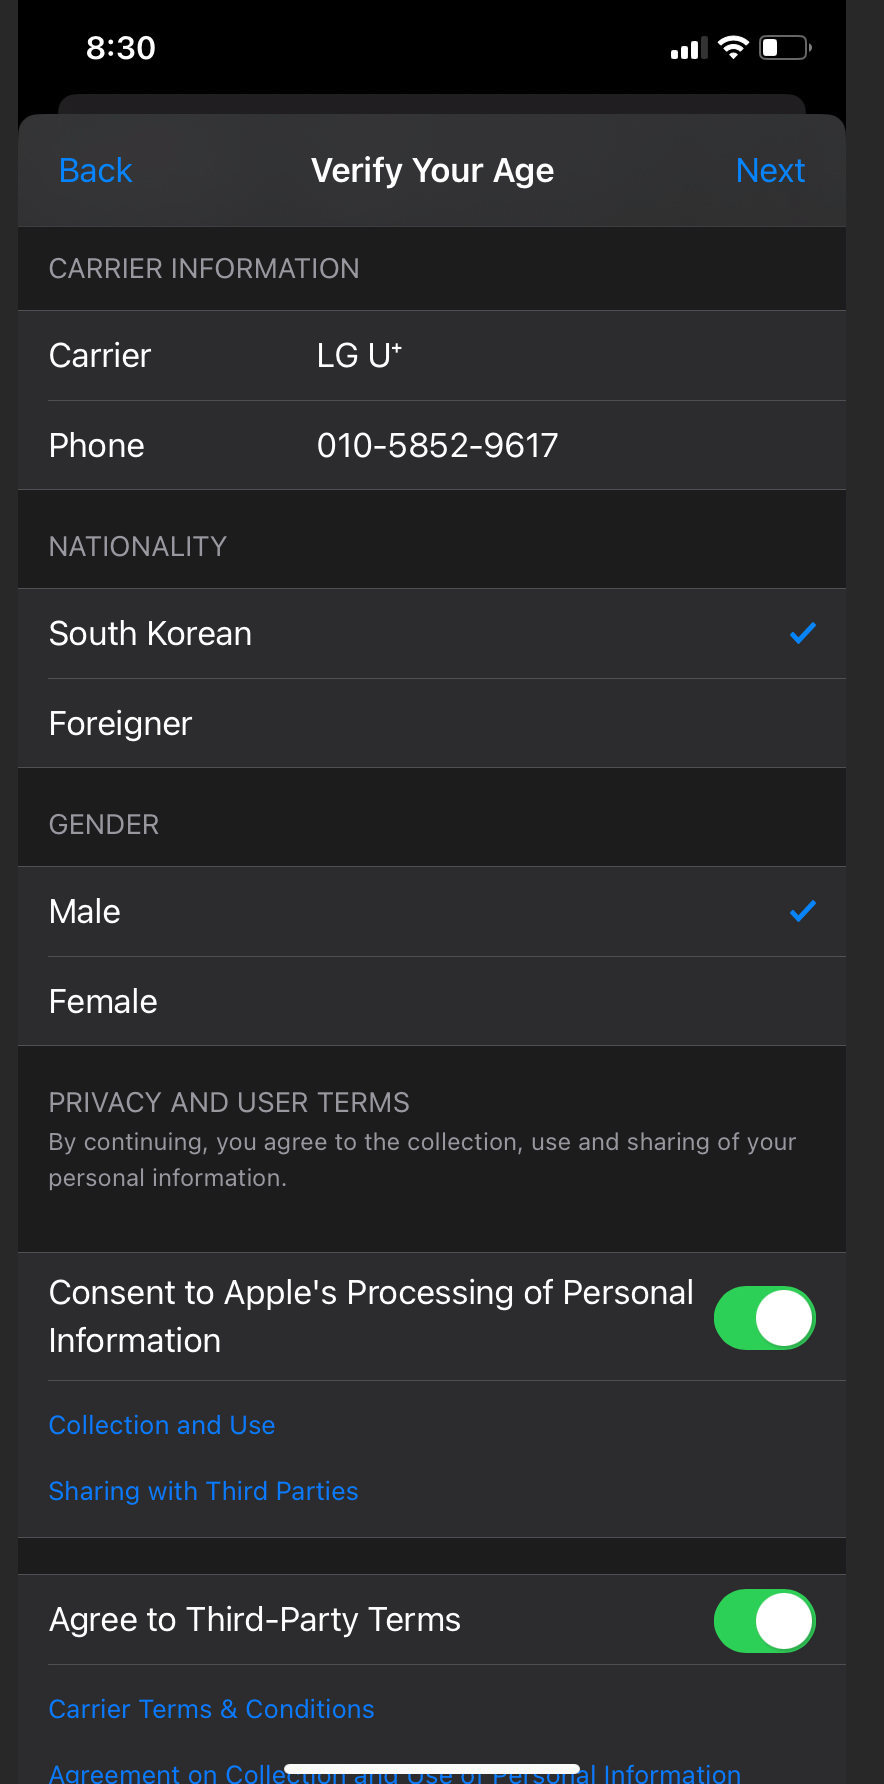 8:30
Back Verify Your Age Next
CARRIER INFORMATION
Carrier LG U⁺
Phone 010-5852-9617
NATIONALITY
South Korean
Foreigner
GENDER
Male
Female
PRIVACY AND USER TERMS
By continuing, you agree to the collection, use and sharing of your
personal information.
Consent to Apple's Processing of Personal
Information
Collection and Use
Sharing with Third Parties
Agree to Third-Party Terms
Carrier Terms & Conditions
Agreement on Collection and Use of Personal Information